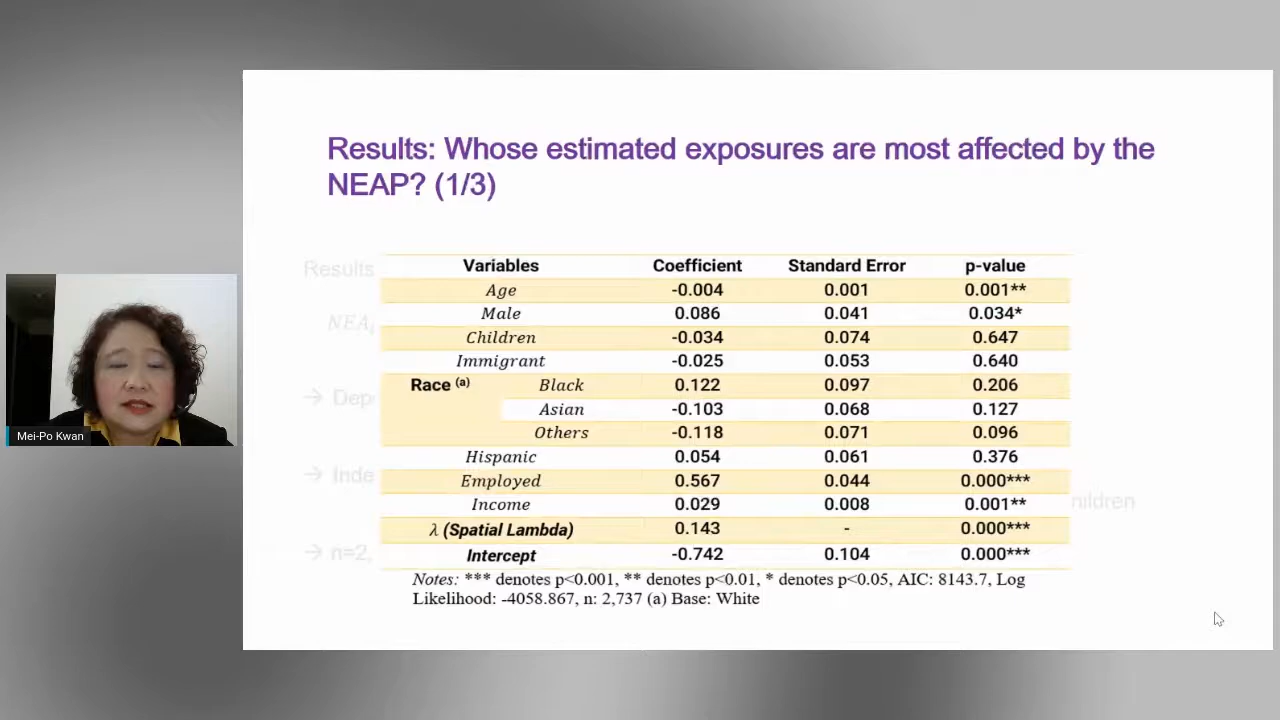 Results: Whose estimated exposures are most affected by the
NEAP? (1/3)
Results
Variables Coefficient Standard Error p-value
Age -0.004 0.001 0.001**
Male 0.086 0.041 0.034*
NEA
Children -0.034 0.074 0.647
Immigrant -0.025 0.053 0.640
Race (a) Black 0.122 0.097 0.206
→ Dep
Asian -0.103 0.068 0.127
Others -0.118 0.071 0.096
Hispanic 0.054 0.061 0.376
→ Inde
Employed 0.567 0.044 0.000***
Income 0.029 0.008 0.001**
λ (Spatial Lambda) 0.143 - 0.000***
→ n=2,
Intercept -0.742 0.104 0.000***
Notes: *** denotes p<0.001, ** denotes p<0.01, * denotes p<0.05, AIC: 8143.7, Log
Likelihood: -4058.867, n: 2,737 (a) Base: White
Mei-Po Kwan